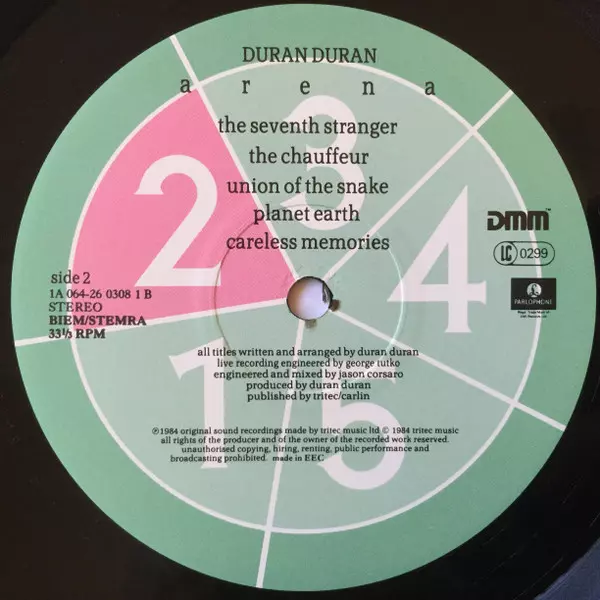 DURAN DURAN
arena
the seventh stranger
the chauffeur
union of the snake
planet earth
careless memories
2
3
4
1
5
side 2
1A 064-26 0308 1 B
STEREO
BIEM/STEMRA
33⅓ RPM
DMM™
LC 0299
PARLOPHONE
all titles written and arranged by duran duran
live recording engineered by george tutko
engineered and mixed by jason corsaro
produced by duran duran
published by tritec/carlin
℗1984 original sound recordings made by tritec music ltd © 1984 tritec music
all rights of the producer and of the owner of the recorded work reserved.
unauthorised copying, hiring, renting, public performance and
broadcasting prohibited. made in EEC